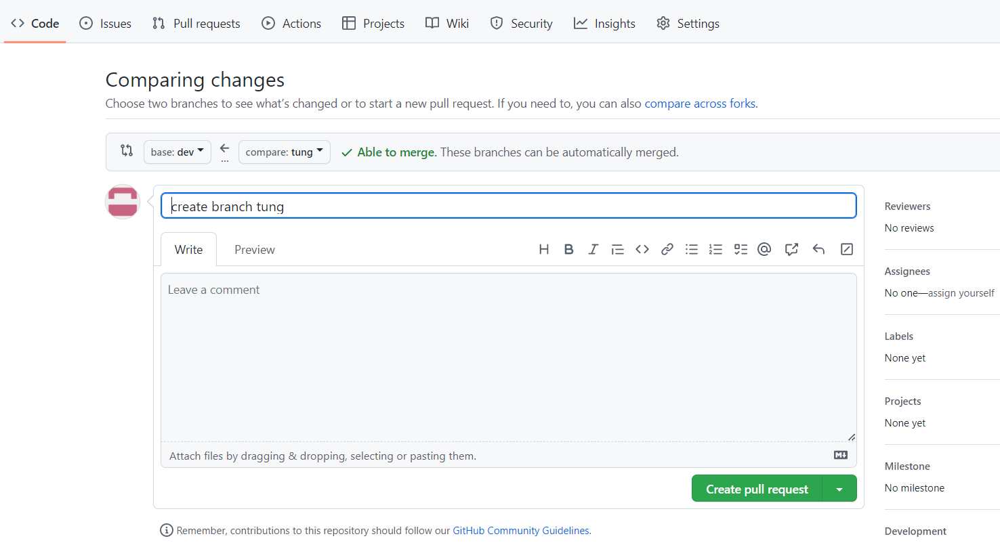 Code Issues Pull requests Actions Projects Wiki Security Insights Settings
Comparing changes
Choose two branches to see what's changed or to start a new pull request. If you need to, you can also compare across forks.
base: dev ... compare: tung Able to merge. These branches can be automatically merged.
create branch tung
Write Preview
Leave a comment
Attach files by dragging & dropping, selecting or pasting them.
Create pull request
Remember, contributions to this repository should follow our GitHub Community Guidelines.
Reviewers
No reviews
Assignees
No one—assign yourself
Labels
None yet
Projects
None yet
Milestone
No milestone
Development